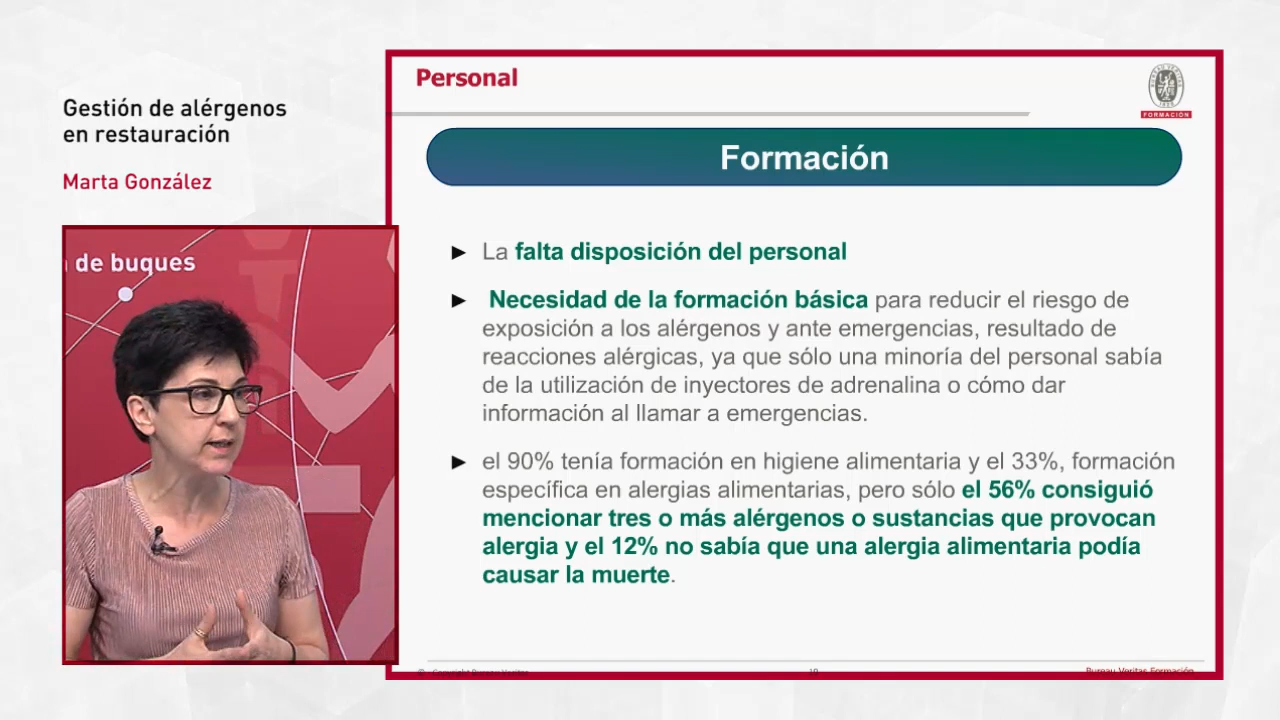 Gestión de alérgenos
en restauración
Marta González
de buques
Personal
FORMACIÓN
Formación
► La falta disposición del personal
► Necesidad de la formación básica para reducir el riesgo de
exposición a los alérgenos y ante emergencias, resultado de
reacciones alérgicas, ya que sólo una minoría del personal sabía
de la utilización de inyectores de adrenalina o cómo dar
información al llamar a emergencias.
► el 90% tenía formación en higiene alimentaria y el 33%, formación
específica en alergias alimentarias, pero sólo el 56% consiguió
mencionar tres o más alérgenos o sustancias que provocan
alergia y el 12% no sabía que una alergia alimentaria podía
causar la muerte.
© - Copyright Bureau Veritas
19
Bureau Veritas Formación